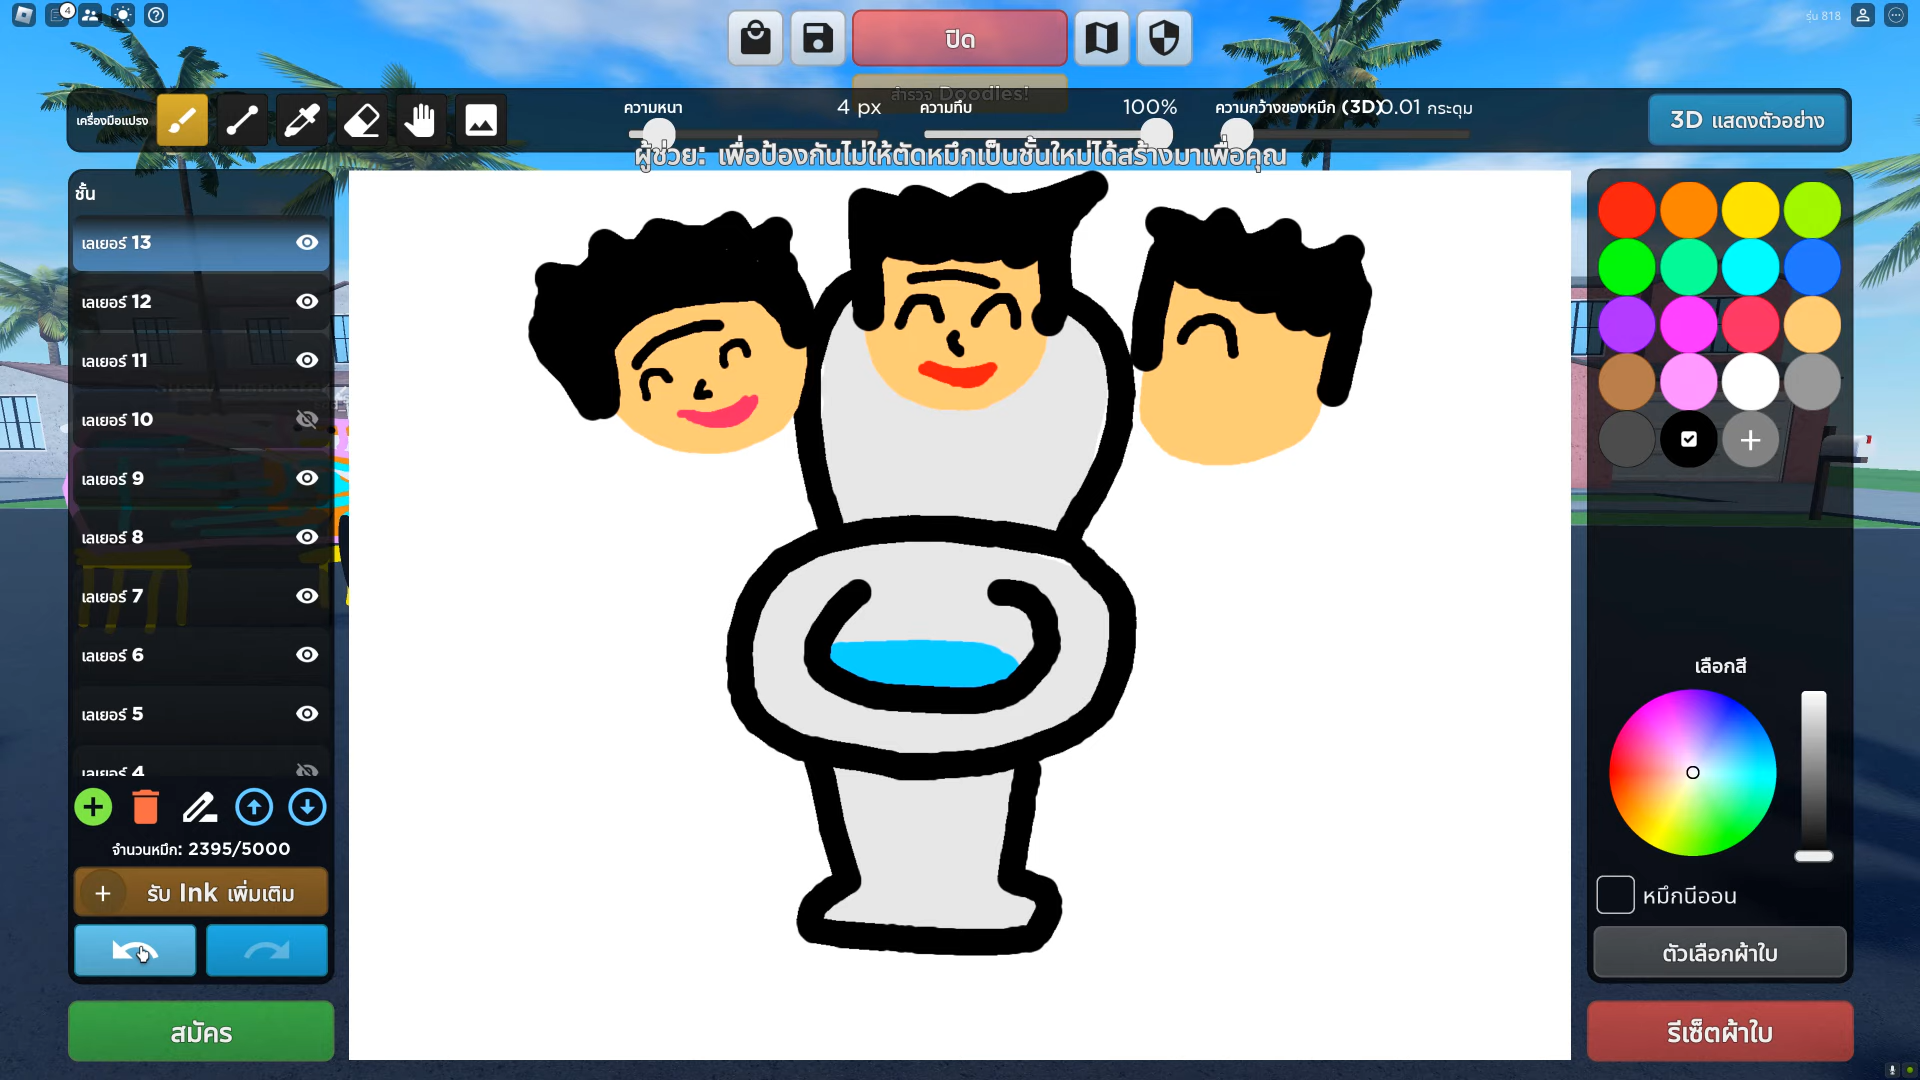 4
รุ่น 818
ปิด
สำรวจ Doodles!
เครื่องมือแปรง
ความหนา
4 px
ความทึบ
100%
ความกว้างของหมึก (3D)
0.01 กระดุม
3D แสดงตัวอย่าง
ผู้ช่วย: เพื่อป้องกันไม่ให้ตัดหมึกเป็นชั้นใหม่ได้สร้างมาเพื่อคุณ
ชั้น
เลเยอร์ 13
เลเยอร์ 12
เลเยอร์ 11
เลเยอร์ 10
เลเยอร์ 9
เลเยอร์ 8
เลเยอร์ 7
เลเยอร์ 6
เลเยอร์ 5
เลเยอร์ 4
จำนวนหมึก: 2395/5000
รับ Ink เพิ่มเติม
สมัคร
เลือกสี
หมึกนีออน
ตัวเลือกผ้าใบ
รีเซ็ตผ้าใบ